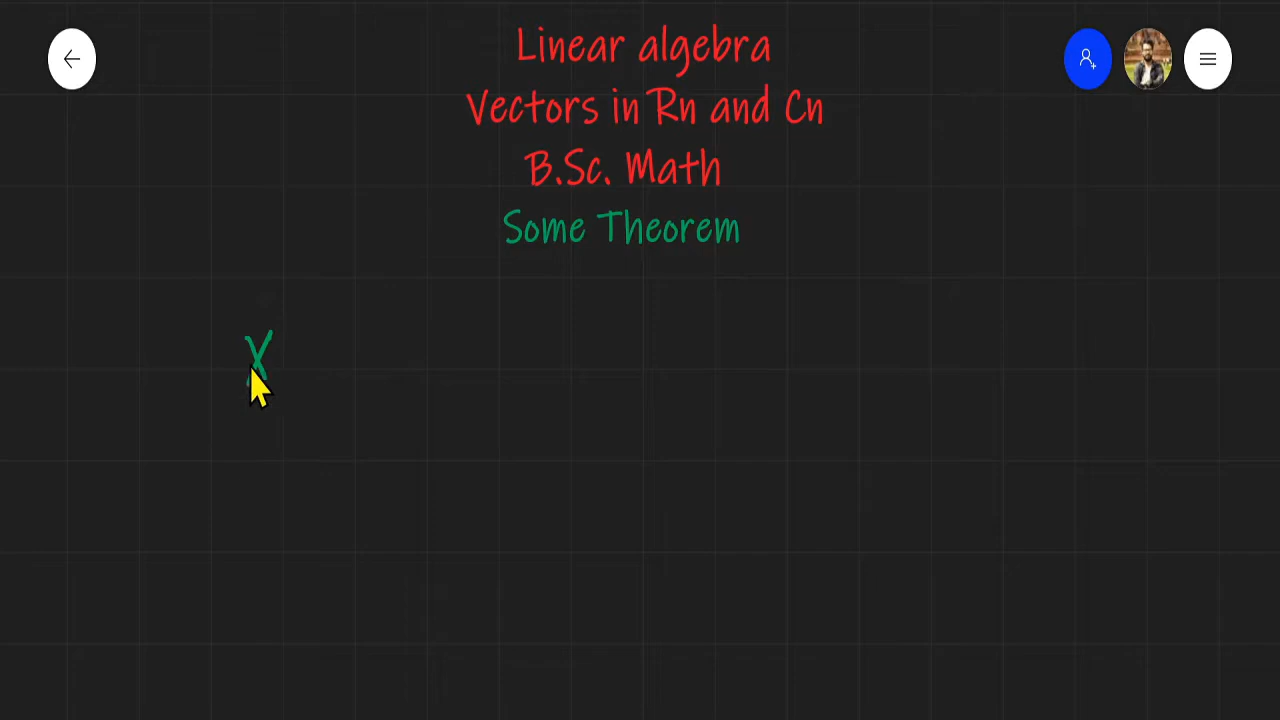 Linear algebra
Vectors in Rn and Cn
B.Sc. Math
Some Theorem
X